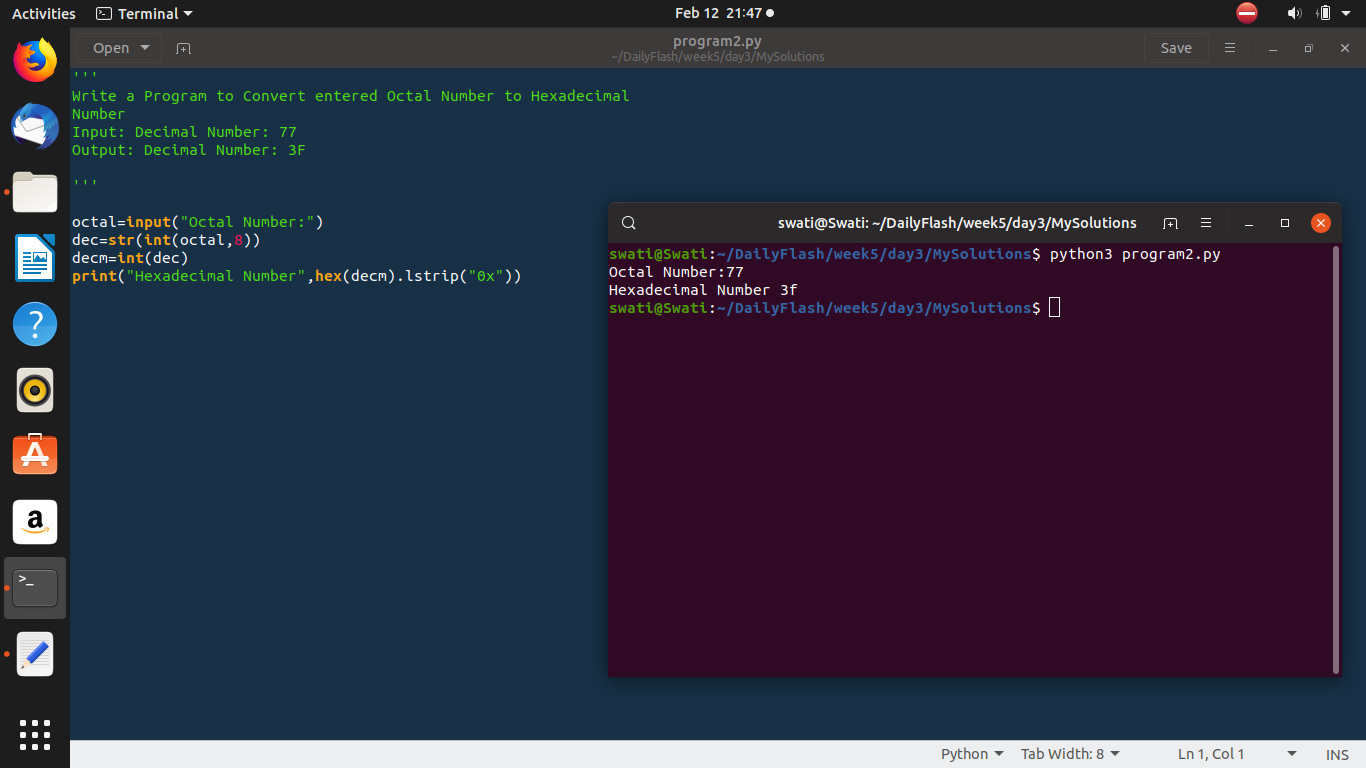 Activities Terminal Feb 12 21:47
Open program2.py Save
~/DailyFlash/week5/day3/MySolutions
'''
Write a Program to Convert entered Octal Number to Hexadecimal
Number
Input: Decimal Number: 77
Output: Decimal Number: 3F
'''
octal=input("Octal Number:")
dec=str(int(octal,8))
decm=int(dec)
print("Hexadecimal Number",hex(decm).lstrip("0x"))
swati@Swati: ~/DailyFlash/week5/day3/MySolutions
swati@Swati:~/DailyFlash/week5/day3/MySolutions$ python3 program2.py
Octal Number:77
Hexadecimal Number 3f
swati@Swati:~/DailyFlash/week5/day3/MySolutions$
Python Tab Width: 8 Ln 1, Col 1 INS